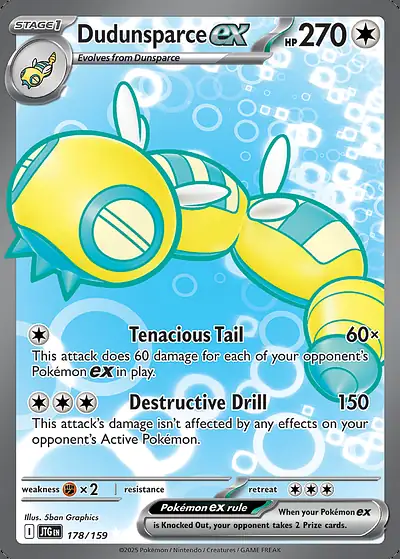 STAGE1
Dudunsparce ex
HP 270
Evolves from Dunsparce
Tenacious Tail 60×
This attack does 60 damage for each of your opponent's
Pokémon ex in play.
Destructive Drill 150
This attack's damage isn't affected by any effects on your
opponent's Active Pokémon.
weakness × 2 resistance retreat
Illus. 5ban Graphics
Pokémon ex rule When your Pokémon ex
is Knocked Out, your opponent takes 2 Prize cards.
I JTG EN 178/159
©2025 Pokémon / Nintendo / Creatures / GAME FREAK